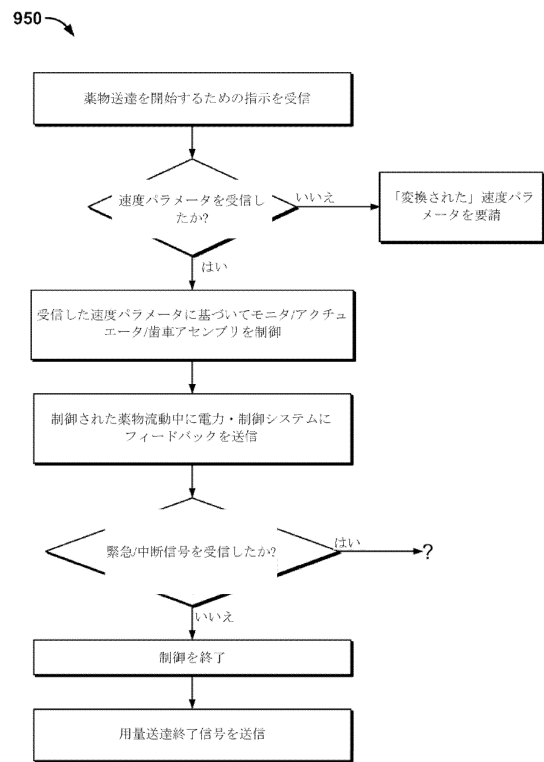 950
薬物送達を開始するための指示を受信
速度パラメータを受信し
たか?
いいえ
「変換された」速度パラ
メータを要請
はい
受信した速度パラメータに基づいてモニタ/アクチュ
エータ/歯車アセンブリを制御
制御された薬物流動中に電力・制御システムに
フィードバックを送信
緊急/中断信号を受信したか?
はい
?
いいえ
制御を終了
用量送達終了信号を送信